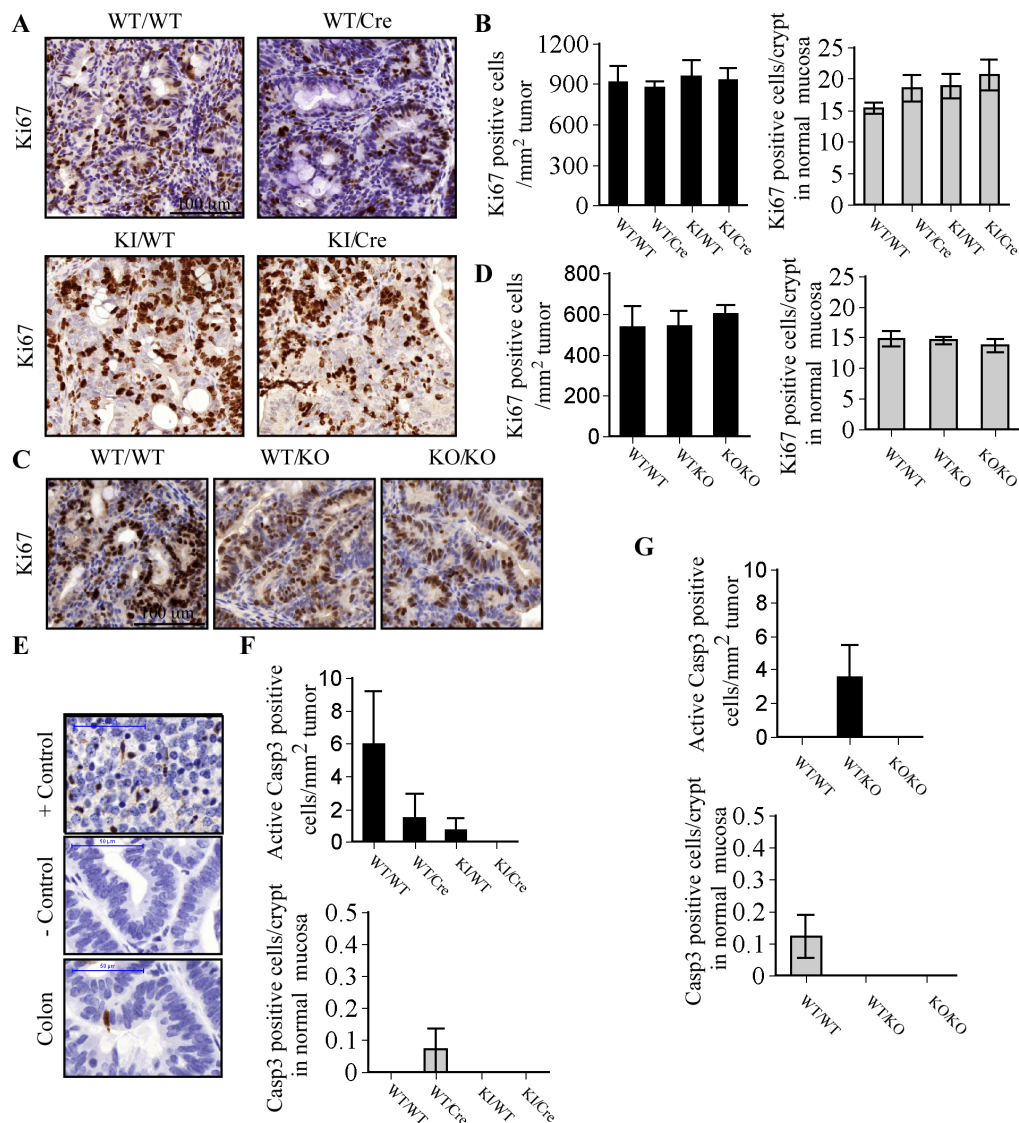 A
WT/WT
WT/Cre
Ki67
100 µm
KI/WT
KI/Cre
Ki67
B
Ki67 positive cells
/mm² tumor
1200
900
600
300
0
WT/WT
WT/Cre
KI/WT
KI/Cre
Ki67 positive cells/crypt
in normal mucosa
25
20
15
10
5
0
WT/WT
WT/Cre
KI/WT
KI/Cre
C
WT/WT
WT/KO
KO/KO
Ki67
100 µm
D
Ki67 positive cells
/mm² tumor
800
600
400
200
0
WT/WT
WT/KO
KO/KO
Ki67 positive cells/crypt
in normal mucosa
25
20
15
10
5
0
WT/WT
WT/KO
KO/KO
E
+ Control
- Control
50 µm
Colon
50 µm
F
Active Casp3 positive
cells/mm² tumor
10
8
6
4
2
0
WT/WT
WT/Cre
KI/WT
KI/Cre
Casp3 positive cells/crypt
in normal mucosa
0.5
0.4
0.3
0.2
0.1
0
WT/WT
WT/Cre
KI/WT
KI/Cre
G
Active Casp3 positive
cells/mm² tumor
10
8
6
4
2
0
WT/WT
WT/KO
KO/KO
Casp3 positive cells/crypt
in normal mucosa
0.5
0.4
0.3
0.2
0.1
0
WT/WT
WT/KO
KO/KO